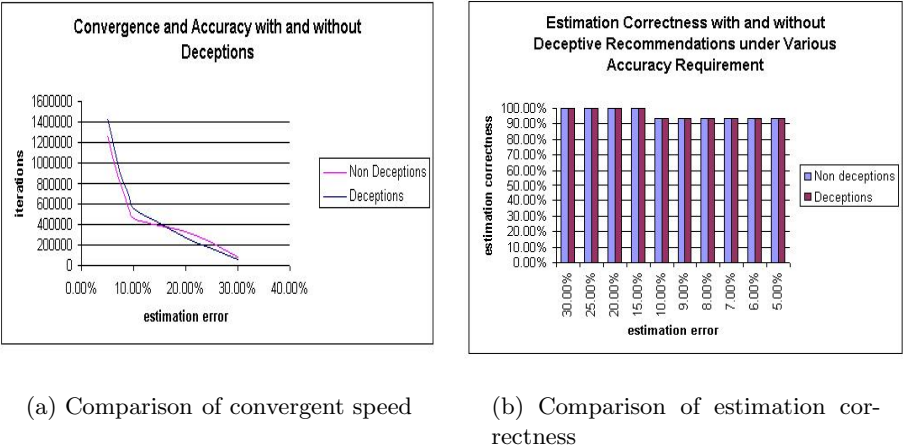 Convergence and Accuracy with and without
Deceptions
1600000
1400000
1200000
1000000
800000
600000
400000
200000
0
iterations
0.00%
10.00%
20.00%
30.00%
40.00%
estimation error
Non Deceptions
Deceptions
(a) Comparison of convergent speed
Estimation Correctness with and without
Deceptive Recommendations under Various
Accuracy Requirement
100.00%
90.00%
80.00%
70.00%
60.00%
50.00%
40.00%
30.00%
20.00%
10.00%
0.00%
estimation correctness
30.00%
25.00%
20.00%
15.00%
10.00%
9.00%
8.00%
7.00%
6.00%
5.00%
estimation error
Non deceptions
Deceptions
(b) Comparison of estimation cor-
rectness